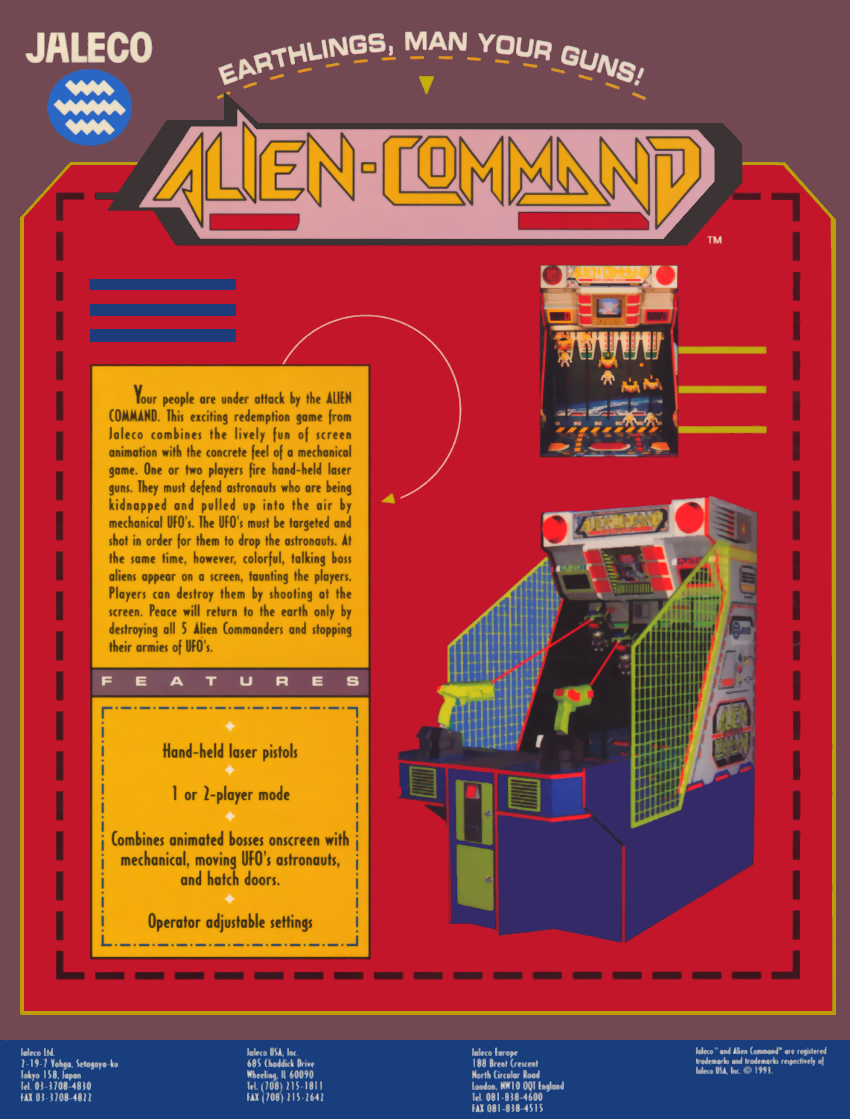 JALECO
EARTHLINGS, MAN YOUR GUNS!
ALIEN-COMMAND
TM
ALIEN-COMMAND
Your people are under attack by the ALIEN
COMMAND. This exciting redemption game from
Jaleco combines the lively fun of screen
animation with the concrete feel of a mechanical
game. One or two players fire hand-held laser
guns. They must defend astronauts who are being
kidnapped and pulled up into the air by
mechanical UFO's. The UFO's must be targeted and
shot in order for them to drop the astronauts. At
the same time, however, colorful, talking boss
aliens appear on a screen, taunting the players.
Players can destroy them by shooting at the
screen. Peace will return to the earth only by
destroying all 5 Alien Commanders and stopping
their armies of UFO's.
ALIEN-COMMAND
FEATURES
Hand-held laser pistols
1 or 2-player mode
Combines animated bosses onscreen with
mechanical, moving UFO's astronauts,
and hatch doors.
Operator adjustable settings
Jaleco Ltd.
2-19-7 Yohga, Setagaya-ku
Tokyo 158, Japan
Tel. 03-3708-4830
FAX 03-3708-4822
Jaleco USA, Inc.
685 Chaddick Drive
Wheeling, IL 60090
Tel. (708) 215-1811
FAX (708) 215-2642
Jaleco Europe
188 Brent Crescent
North Circular Road
London, NW10 0QT England
Tel. 081-838-4600
FAX 081-838-4515
Jaleco™ and Alien Command™ are registered
trademarks and trademarks respectively of
Jaleco USA, Inc. © 1993.